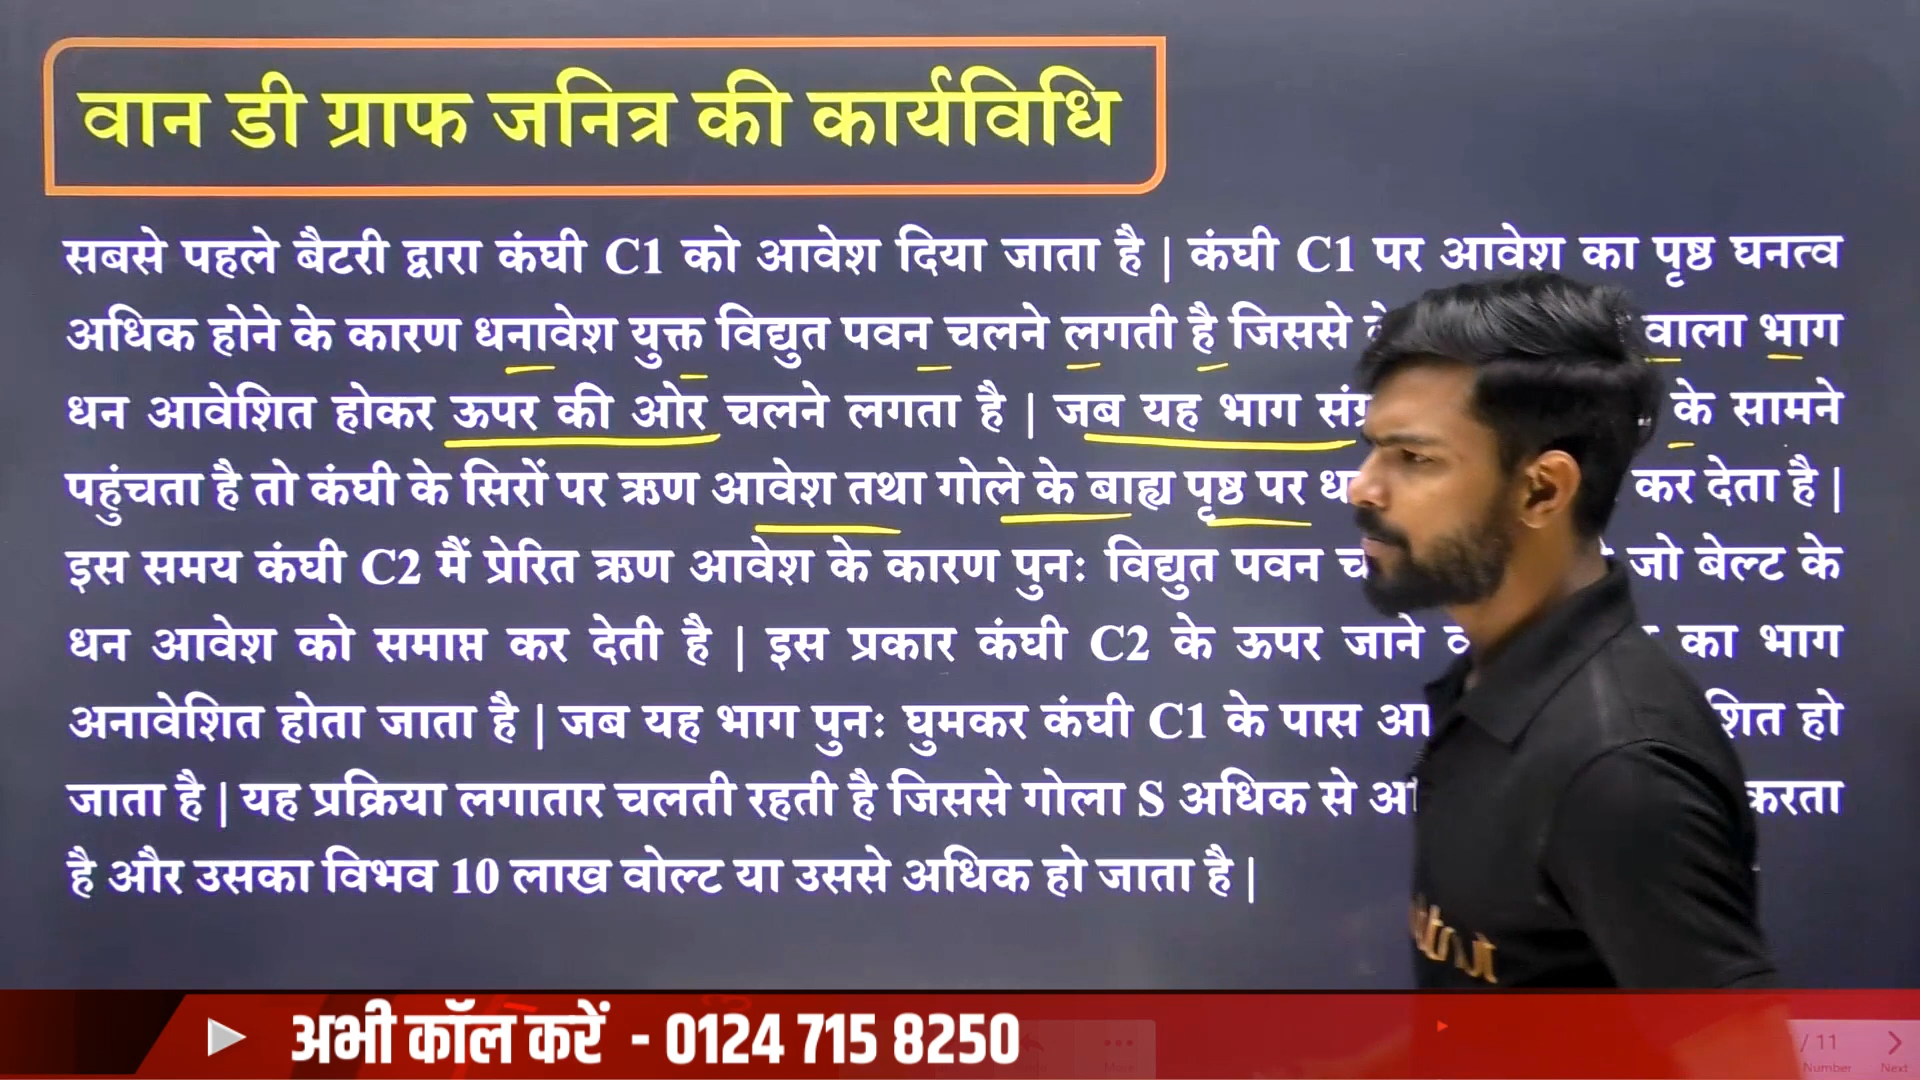 वान डी ग्राफ जनित्र की कार्यविधि
सबसे पहले बैटरी द्वारा कंघी C1 को आवेश दिया जाता है | कंघी C1 पर आवेश का पृष्ठ घनत्व
अधिक होने के कारण धनावेश युक्त विद्युत पवन चलने लगती है जिससे वाला भाग
धन आवेशित होकर ऊपर की ओर चलने लगता है | जब यह भाग के सामने
पहुंचता है तो कंघी के सिरों पर ऋण आवेश तथा गोले के बाह्य पृष्ठ पर कर देता है |
इस समय कंघी C2 मैं प्रेरित ऋण आवेश के कारण पुनः विद्युत पवन जो बेल्ट के
धन आवेश को समाप्त कर देती है | इस प्रकार कंघी C2 के ऊपर जाने का भाग
अनावेशित होता जाता है | जब यह भाग पुनः घुमकर कंघी C1 के पास हो
जाता है | यह प्रक्रिया लगातार चलती रहती है जिससे गोला S अधिक से करता
है और उसका विभव 10 लाख वोल्ट या उससे अधिक हो जाता है |
अभी कॉल करें - 0124 715 8250
/ 11
Number Next